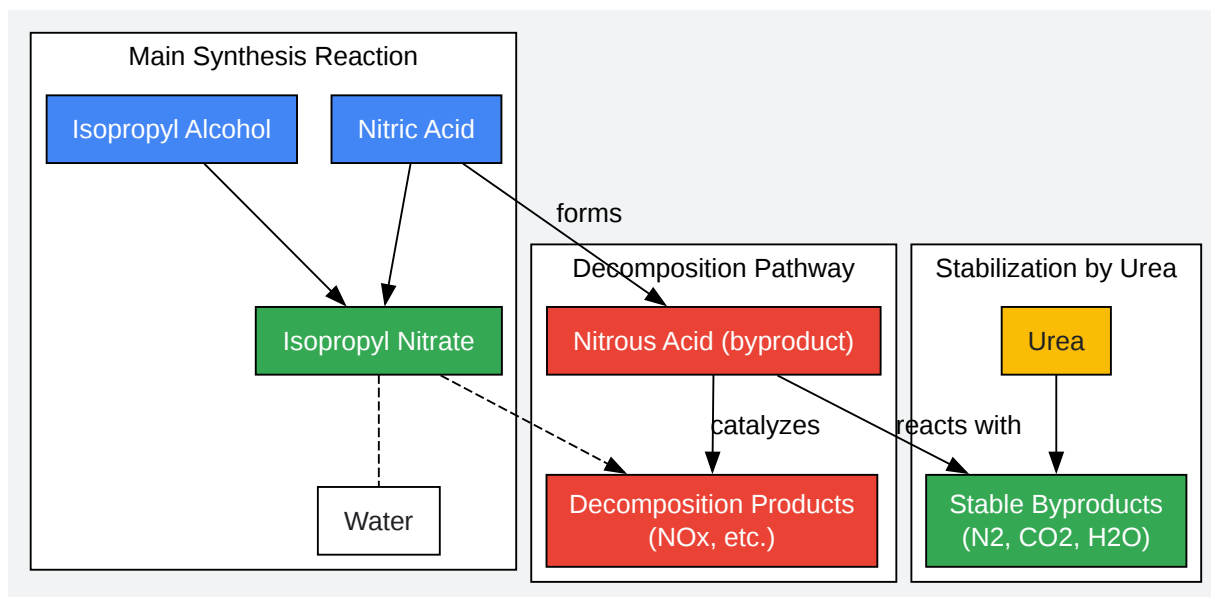 Main Synthesis Reaction
Isopropyl Alcohol
Nitric Acid
forms
Decomposition Pathway
Stabilization by Urea
Isopropyl Nitrate
Nitrous Acid (byproduct)
Urea
catalyzes
reacts with
Water
Decomposition Products
(NOx, etc.)
Stable Byproducts
(N2, CO2, H2O)